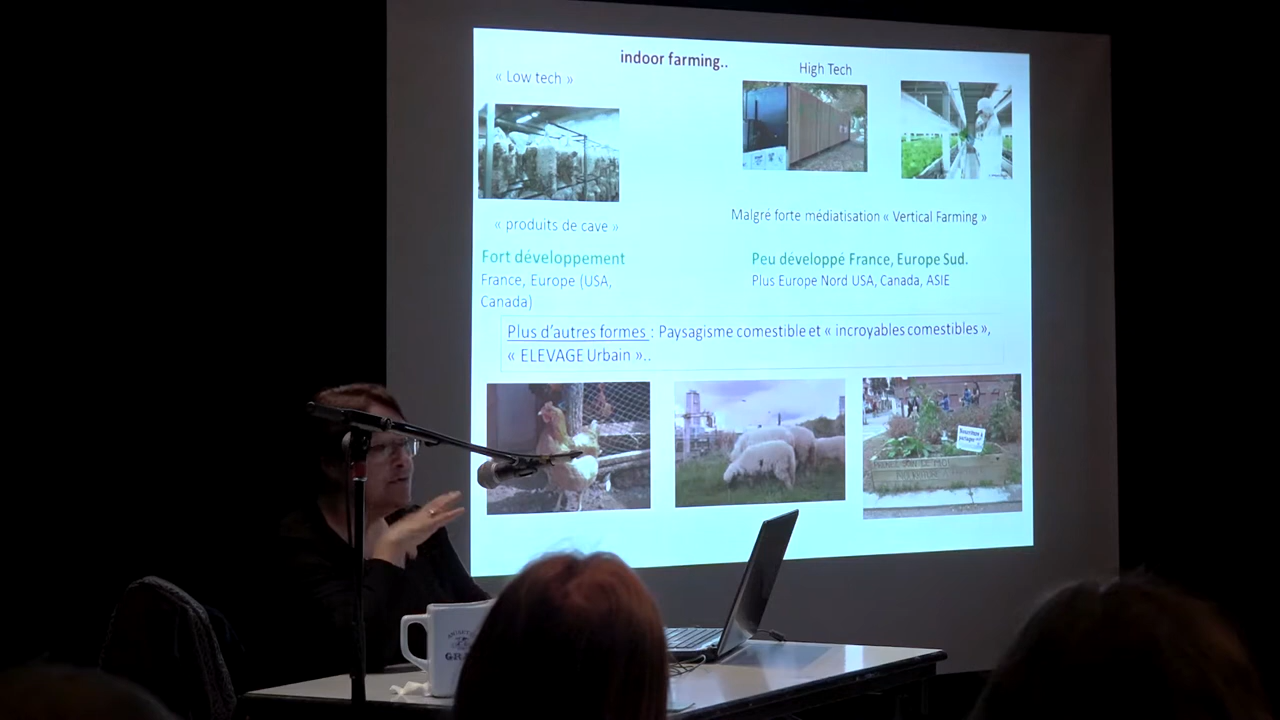 indoor farming..
« Low tech »
High Tech
« produits de cave »
Malgré forte médiatisation « Vertical Farming »
Fort développement
France, Europe (USA,
Canada)
Peu développé France, Europe Sud.
Plus Europe Nord USA, Canada, ASIE
Plus d'autres formes : Paysagisme comestible et « incroyables comestibles »,
« ELEVAGE Urbain »..